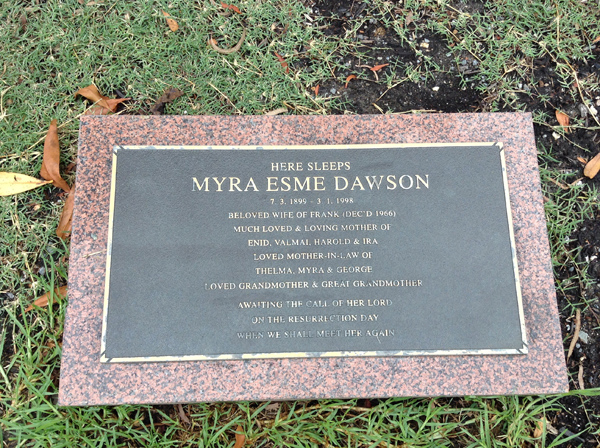 HERE SLEEPS
MYRA ESME DAWSON
7. 3. 1899 - 3. 1. 1998
BELOVED WIFE OF FRANK (DEC'D 1966)
MUCH LOVED & LOVING MOTHER OF
ENID, VALMAI, HAROLD & IRA
LOVED MOTHER-IN-LAW OF
THELMA, MYRA & GEORGE
LOVED GRANDMOTHER & GREAT GRANDMOTHER
AWAITING THE CALL OF HER LORD
ON THE RESURRECTION DAY
WHEN WE SHALL MEET HER AGAIN